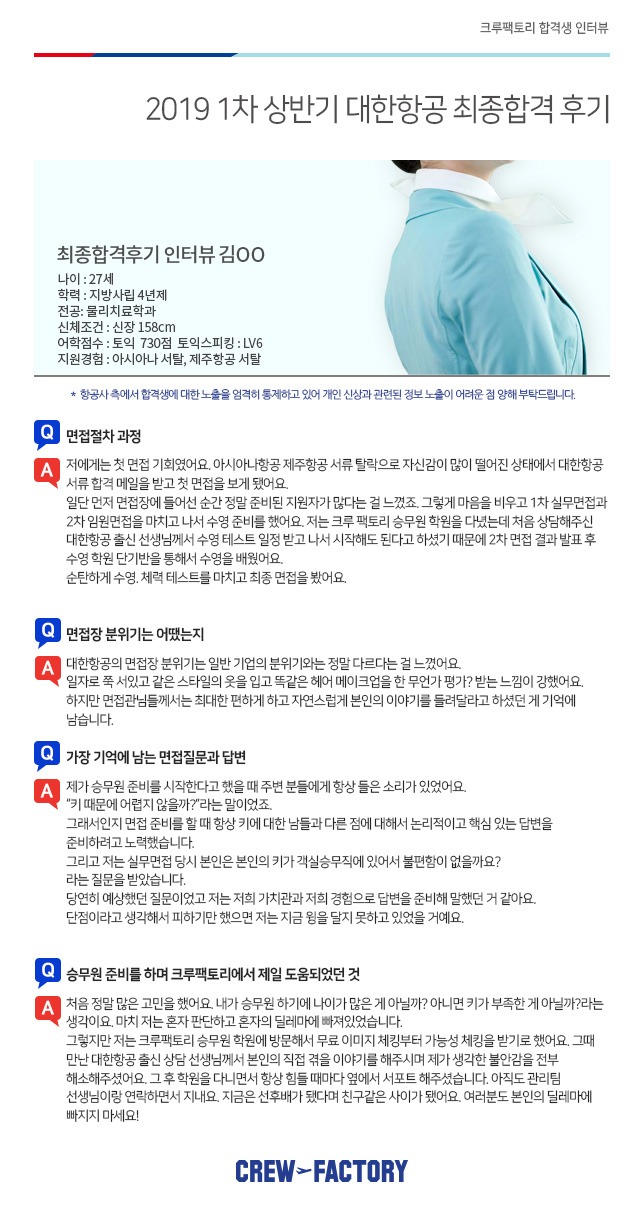 크루팩토리 합격생 인터뷰
2019 1차 상반기 대한항공 최종합격 후기
최종합격후기 인터뷰 김OO
나이 : 27세
학력 : 지방사립 4년제
전공: 물리치료학과
신체조건 : 신장 158cm
어학점수 : 토익 730점 토익스피킹 : LV6
지원경험 : 아시아나 서탈, 제주항공 서탈
* 항공사 측에서 합격생에 대한 노출을 엄격히 통제하고 있어 개인 신상과 관련된 정보 노출이 어려운 점 양해 부탁드립니다.
Q 면접절차 과정
A 저에게는 첫 면접 기회였어요. 아시아나항공 제주항공 서류 탈락으로 자신감이 많이 떨어진 상태에서 대한항공
서류 합격 메일을 받고 첫 면접을 보게 됐어요.
일단 먼저 면접장에 들어선 순간 정말 준비된 지원자가 많다는 걸 느꼈죠. 그렇게 마음을 비우고 1차 실무면접과
2차 임원면접을 마치고 나서 수영 준비를 했어요. 저는 크루 팩토리 승무원 학원을 다녔는데 처음 상담해주신
대한항공 출신 선생님께서 수영 테스트 일정 받고 나서 시작해도 된다고 하셨기 때문에 2차 면접 결과 발표 후
수영 학원 단기반을 통해서 수영을 배웠어요.
순탄하게 수영. 체력 테스트를 마치고 최종 면접을 봤어요.
Q 면접장 분위기는 어땠는지
A 대한항공의 면접장 분위기는 일반 기업의 분위기와는 정말 다르다는 걸 느꼈어요.
일자로 쭉 서있고 같은 스타일의 옷을 입고 똑같은 헤어 메이크업을 한 무언가 평가? 받는 느낌이 강했어요.
하지만 면접관님들께서는 최대한 편하게 하고 자연스럽게 본인의 이야기를 들려달라고 하셨던 게 기억에
남습니다.
Q 가장 기억에 남는 면접질문과 답변
A 제가 승무원 준비를 시작한다고 했을 때 주변 분들에게 항상 들은 소리가 있었어요.
“키 때문에 어렵지 않을까?”라는 말이었죠.
그래서인지 면접 준비를 할 때 항상 키에 대한 남들과 다른 점에 대해서 논리적이고 핵심 있는 답변을
준비하려고 노력했습니다.
그리고 저는 실무면접 당시 본인은 본인의 키가 객실승무직에 있어서 불편함이 없을까요?
라는 질문을 받았습니다.
당연히 예상했던 질문이었고 저는 저희 가치관과 저희 경험으로 답변을 준비해 말했던 거 같아요.
단점이라고 생각해서 피하기만 했으면 저는 지금 윙을 달지 못하고 있었을 거예요.
Q 승무원 준비를 하며 크루팩토리에서 제일 도움되었던 것
A 처음 정말 많은 고민을 했어요. 내가 승무원 하기에 나이가 많은 게 아닐까? 아니면 키가 부족한 게 아닐까?라는
생각이요. 마치 저는 혼자 판단하고 혼자의 딜레마에 빠져있었습니다.
그렇지만 저는 크루팩토리 승무원 학원에 방문해서 무료 이미지 체킹부터 가능성 체킹을 받기로 했어요. 그때
만난 대한항공 출신 상담 선생님께서 본인의 직접 겪을 이야기를 해주시며 제가 생각한 불안감을 전부
해소해주셨어요. 그 후 학원을 다니면서 항상 힘들 때마다 옆에서 서포트 해주셨습니다. 아직도 관리팀
선생님이랑 연락하면서 지내요. 지금은 선후배가 됐다며 친구같은 사이가 됐어요. 여러분도 본인의 딜레마에
빠지지 마세요!
CREW FACTORY